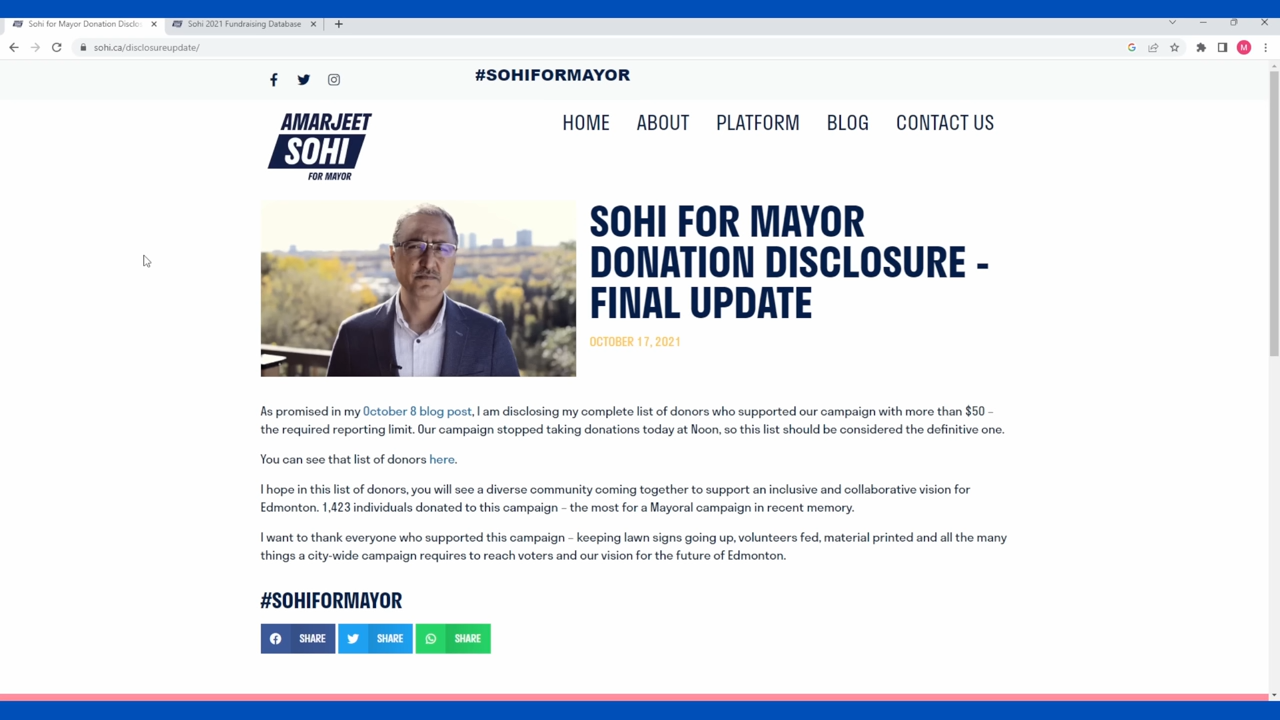 Sohi for Mayor Donation Disclo
Sohi 2021 Fundraising Database
sohi.ca/disclosureupdate/
M
#SOHIFORMAYOR
AMARJEET
SOHI
FOR MAYOR
HOME ABOUT PLATFORM BLOG CONTACT US
SOHI FOR MAYOR
DONATION DISCLOSURE -
FINAL UPDATE
OCTOBER 17, 2021
As promised in my October 8 blog post, I am disclosing my complete list of donors who supported our campaign with more than $50 –
the required reporting limit. Our campaign stopped taking donations today at Noon, so this list should be considered the definitive one.
You can see that list of donors here.
I hope in this list of donors, you will see a diverse community coming together to support an inclusive and collaborative vision for
Edmonton. 1,423 individuals donated to this campaign – the most for a Mayoral campaign in recent memory.
I want to thank everyone who supported this campaign – keeping lawn signs going up, volunteers fed, material printed and all the many
things a city-wide campaign requires to reach voters and our vision for the future of Edmonton.
#SOHIFORMAYOR
SHARE SHARE SHARE